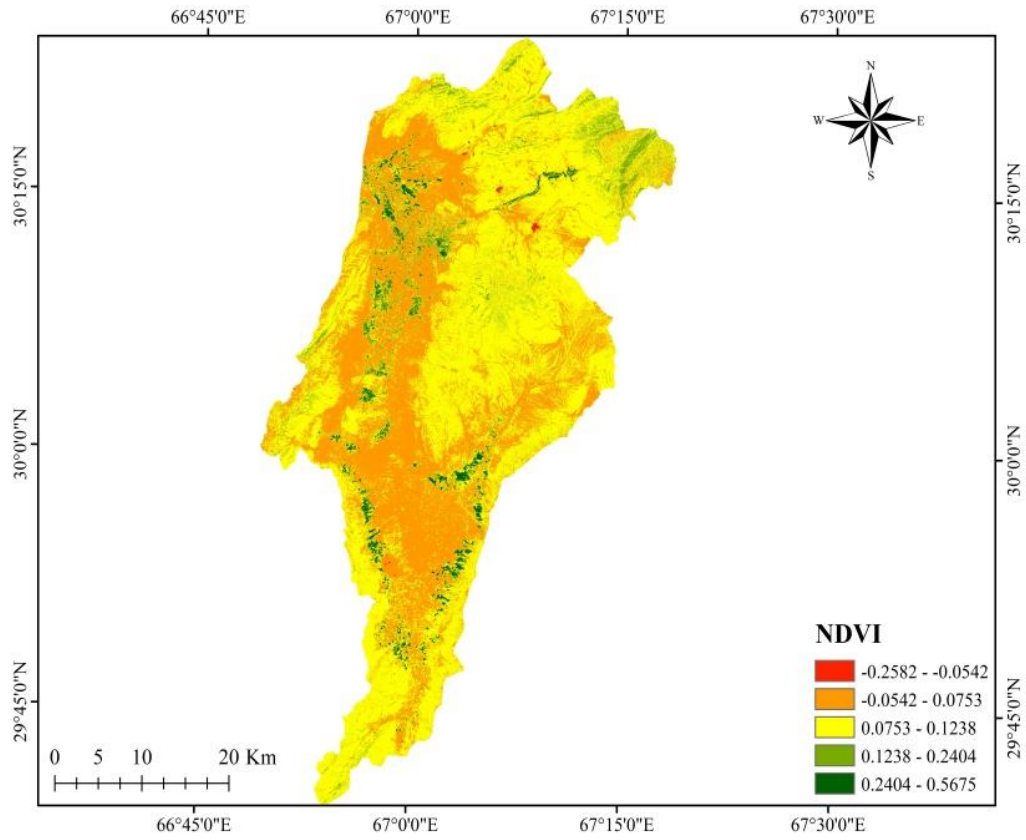 66°45'0"E 67°0'0"E 67°15'0"E 67°30'0"E
N
W E
S
30°15'0"N 30°15'0"N
30°0'0"N 30°0'0"N
29°45'0"N 29°45'0"N
NDVI
-0.2582 - -0.0542
-0.0542 - 0.0753
0.0753 - 0.1238
0.1238 - 0.2404
0.2404 - 0.5675
0 5 10 20 Km
66°45'0"E 67°0'0"E 67°15'0"E 67°30'0"E